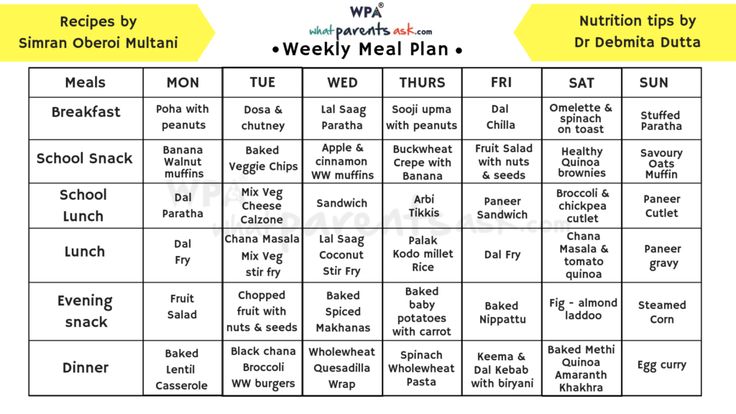 Recipes by
Simran Oberoi Multani
WPA®
whatparentsask.com
•Weekly Meal Plan •
Nutrition tips by
Dr Debmita Dutta
Meals MON TUE WED THURS FRI SAT SUN
Breakfast
Poha with
peanuts
Dosa &
chutney
Lal Saag
Paratha
Sooji upma
with peanuts
Dal
Chilla
Omelette &
spinach
on toast
Stuffed
Paratha
School Snack
Banana
Walnut
muffins
Baked
Veggie Chips
Apple &
cinnamon
WW muffins
Buckwheat
Crepe with
Banana
Fruit Salad
with nuts
& seeds
Healthy
Quinoa
brownies
Savoury
Oats
Muffin
School
Lunch
Dal
Paratha
Mix Veg
Cheese
Calzone
Sandwich
Arbi
Tikkis
Paneer
Sandwich
Broccoli &
chickpea
cutlet
Paneer
Cutlet
Lunch
Dal
Fry
Chana Masala
Mix Veg
stir fry
Lal Saag
Coconut
Stir Fry
Palak
Kodo millet
Rice
Dal Fry
Chana
Masala &
tomato
quinoa
Paneer
gravy
Evening
snack
Fruit
Salad
Chopped
fruit with
nuts & seeds
Baked
Spiced
Makhanas
Baked
baby
potatoes
with carrot
Baked
Nippattu
Fig - almond
laddoo
Steamed
Corn
Dinner
Baked
Lentil
Casserole
Black chana
Broccoli
WW burgers
Wholewheat
Quesadilla
Wrap
Spinach
Wholewheat
Pasta
Keema &
Dal Kebab
with biryani
Baked Methi
Quinoa
Amaranth
Khakhra
Egg curry
WPA®
whatparentsask.com